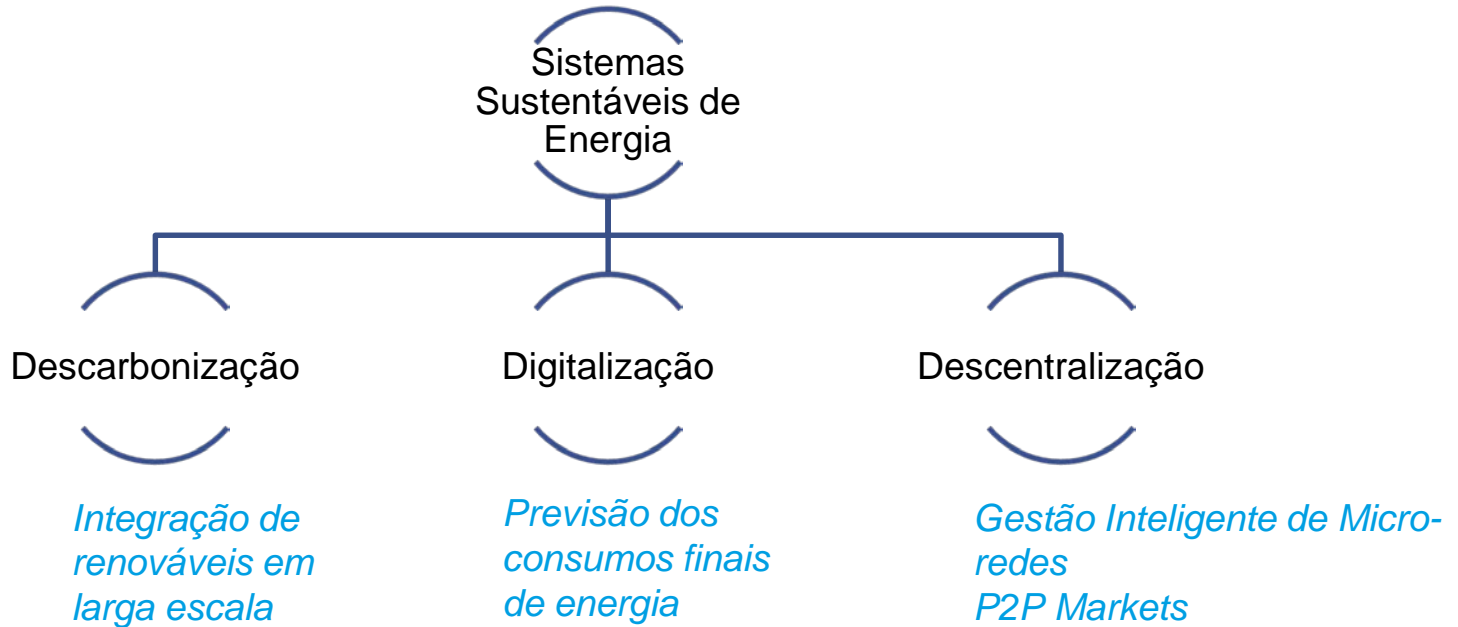 Sistemas
Sustentáveis de
Energia
Descarbonização
Digitalização
Descentralização
Integração de
renováveis em
larga escala
Previsão dos
consumos finais
de energia
Gestão Inteligente de Micro-
redes
P2P Markets